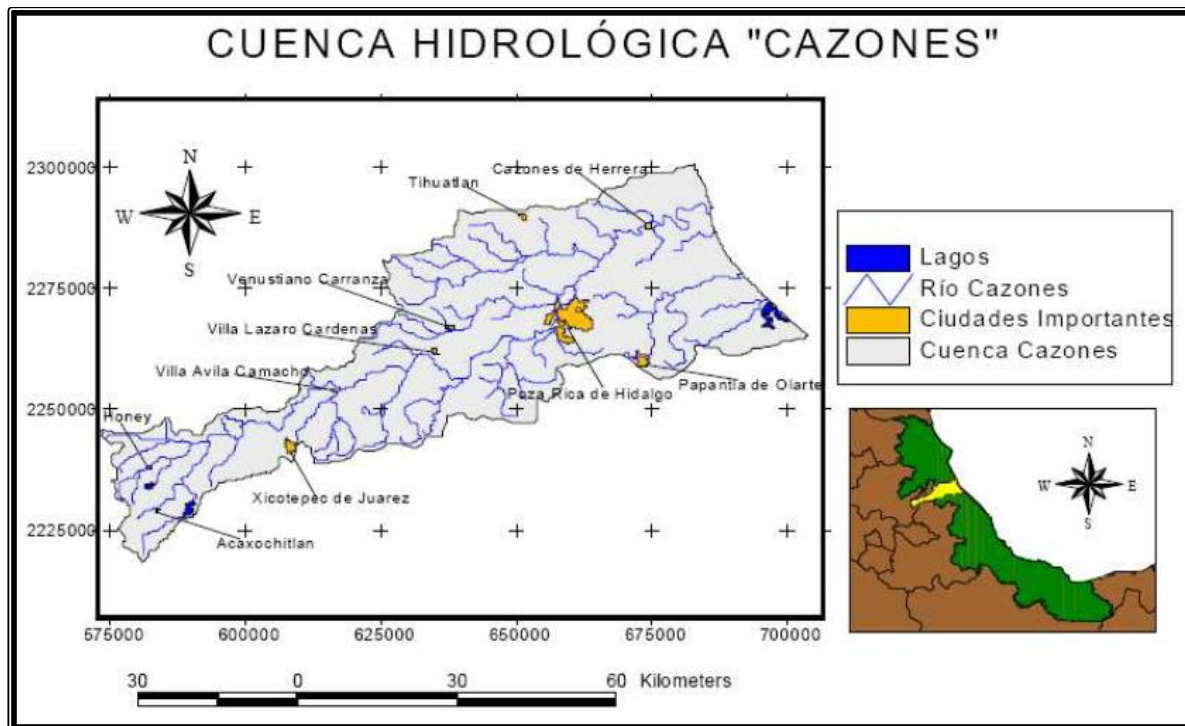 CUENCA HIDROLÓGICA "CAZONES"
2300000
2275000
2250000
2225000
575000 600000 625000 650000 675000 700000
N
W E
S
Cazones de Herrera
Tihuatlan
Venustiano Carranza
Villa Lazaro Cardenas
Villa Avila Camacho
Poza Rica de Hidalgo
Papantla de Olarte
Honey
Xicotepec de Juarez
Acaxochitlan
Lagos
Río Cazones
Ciudades Importantes
Cuenca Cazones
N
W E
S
30 0 30 60 Kilometers